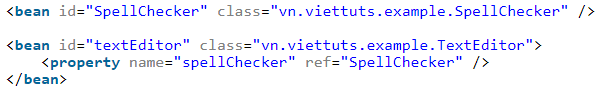 <bean id="SpellChecker" class="vn.viettuts.example.SpellChecker" />
<bean id="textEditor" class="vn.viettuts.example.TextEditor">
    <property name="spellChecker" ref="SpellChecker" />
</bean>